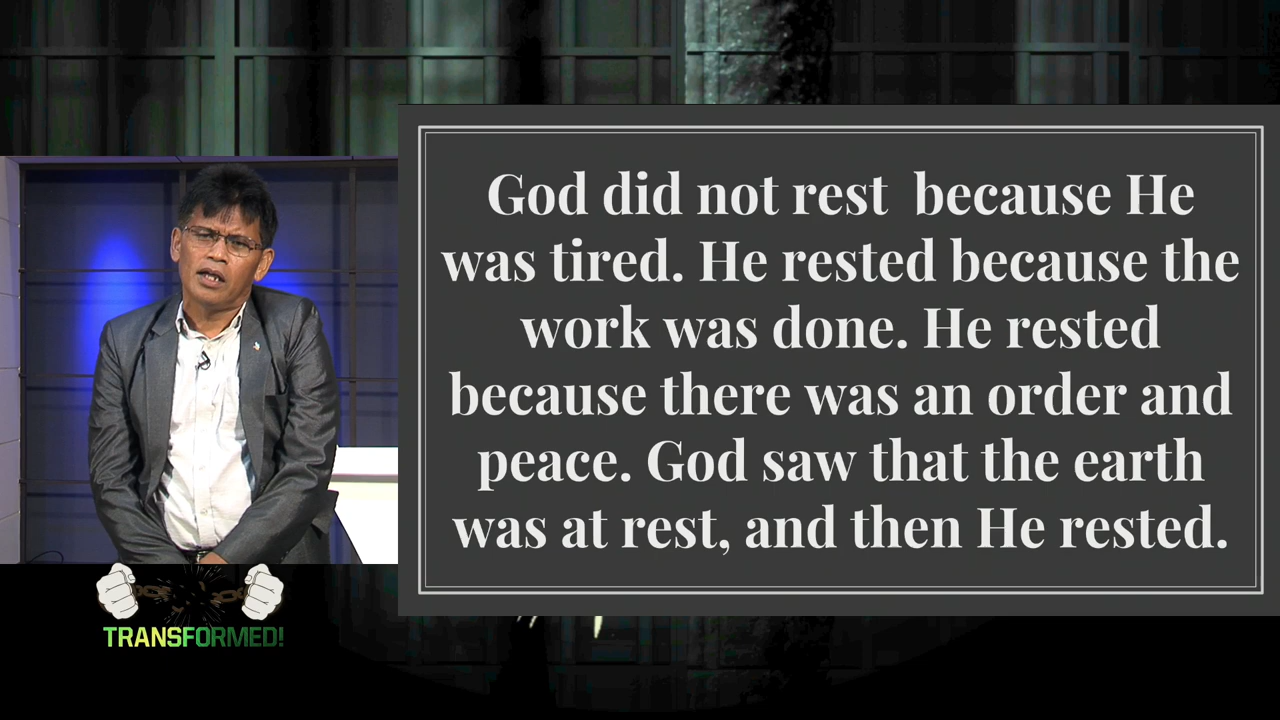 God did not rest  because He
was tired. He rested because the
work was done. He rested
because there was an order and
peace. God saw that the earth
was at rest, and then He rested.
TRANSFORMED!